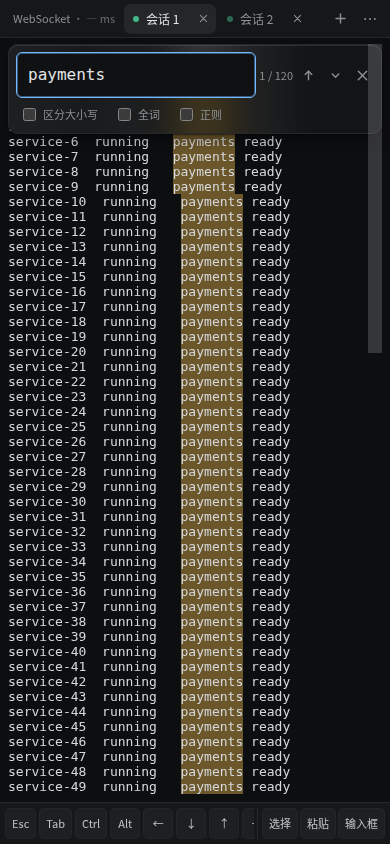 WebSocket · — ms 会话 1 × 会话 2 × + ···
payments 1 / 120 ↑ ×
区分大小写 全词 正则
service-6 running payments ready
service-7 running payments ready
service-8 running payments ready
service-9 running payments ready
service-10 running payments ready
service-11 running payments ready
service-12 running payments ready
service-13 running payments ready
service-14 running payments ready
service-15 running payments ready
service-16 running payments ready
service-17 running payments ready
service-18 running payments ready
service-19 running payments ready
service-20 running payments ready
service-21 running payments ready
service-22 running payments ready
service-23 running payments ready
service-24 running payments ready
service-25 running payments ready
service-26 running payments ready
service-27 running payments ready
service-28 running payments ready
service-29 running payments ready
service-30 running payments ready
service-31 running payments ready
service-32 running payments ready
service-33 running payments ready
service-34 running payments ready
service-35 running payments ready
service-36 running payments ready
service-37 running payments ready
service-38 running payments ready
service-39 running payments ready
service-40 running payments ready
service-41 running payments ready
service-42 running payments ready
service-43 running payments ready
service-44 running payments ready
service-45 running payments ready
service-46 running payments ready
service-47 running payments ready
service-48 running payments ready
service-49 running payments ready
Esc Tab Ctrl Alt ← ↓ ↑ 选择 粘贴 输入框